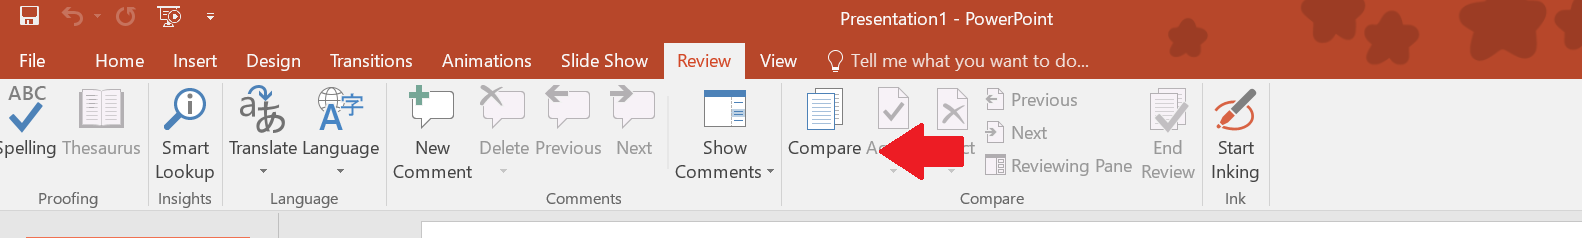 Presentation1 - PowerPoint
File Home Insert Design Transitions Animations Slide Show Review View Tell me what you want to do...
ABC
字
Spelling Thesaurus Smart Lookup Translate Language New Comment Delete Previous Next Show Comments Compare Previous
Next
Reviewing Pane
End Review Start Inking
Proofing Insights Language Comments Compare Ink